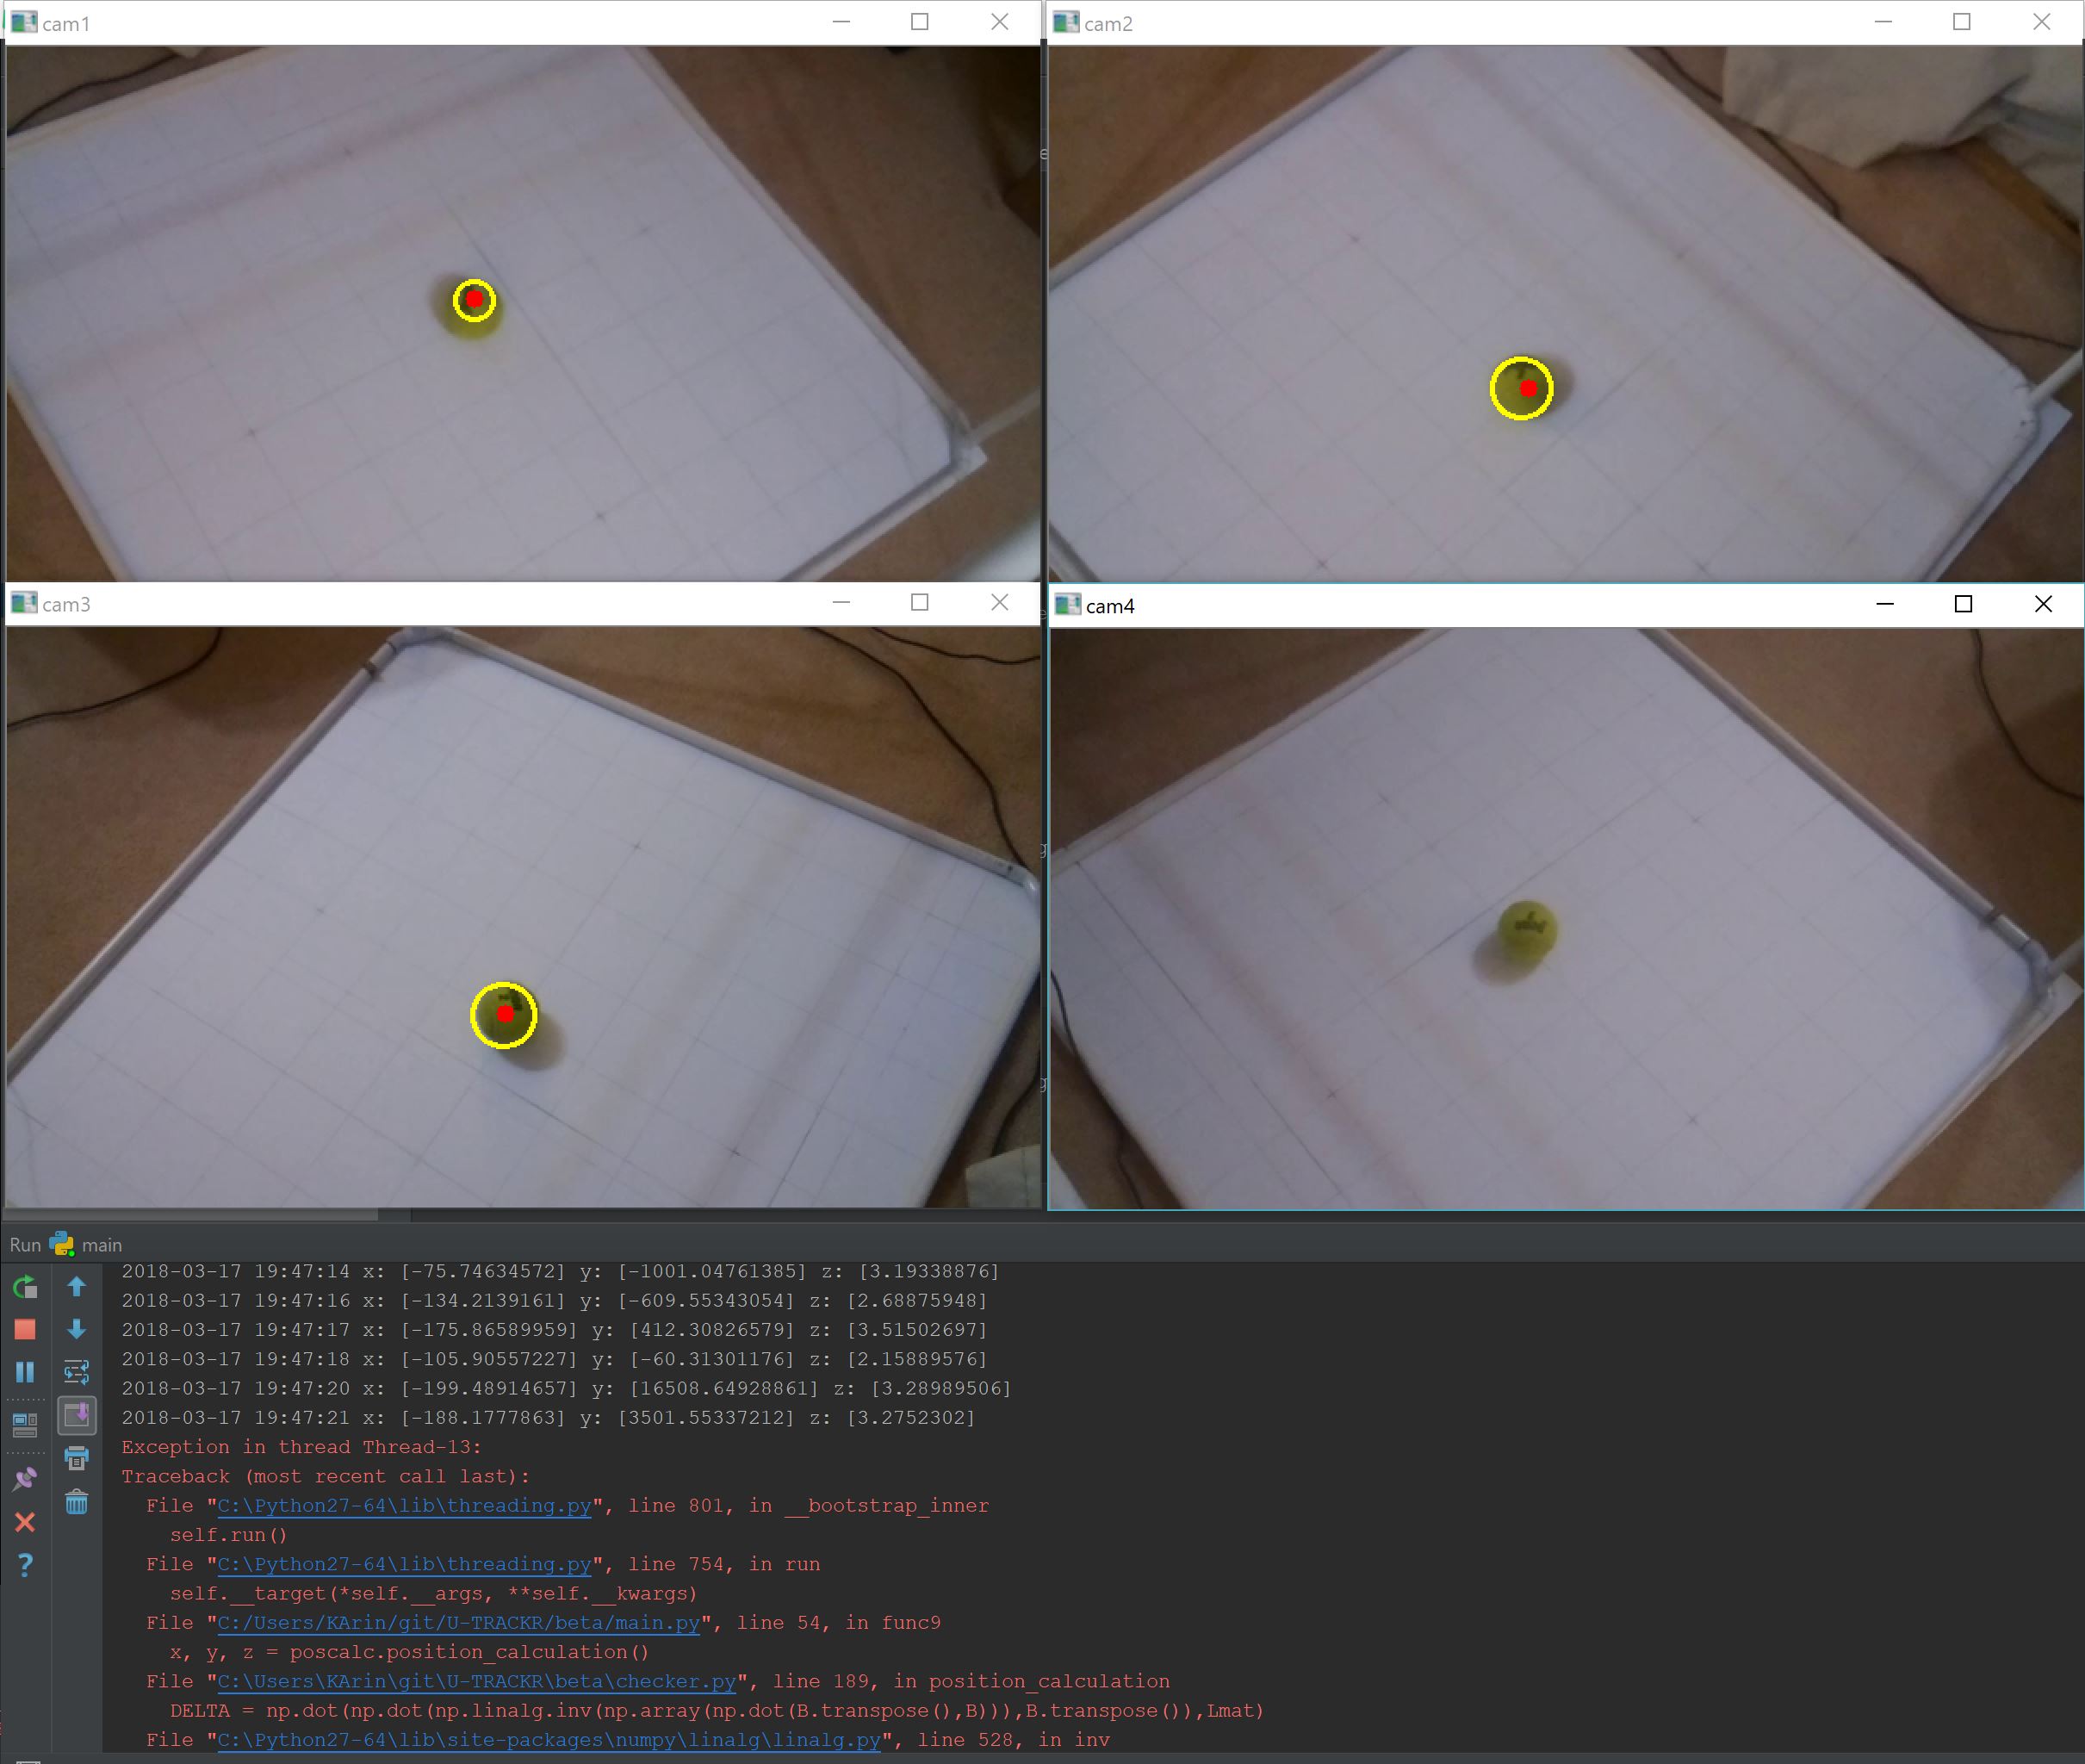 cam1
cam2
cam3
cam4
Run main
2018-03-17 19:47:14 x: [-75.74634572] y: [-1001.04761385] z: [3.19338876]
2018-03-17 19:47:16 x: [-134.2139161] y: [-609.55343054] z: [2.68875948]
2018-03-17 19:47:17 x: [-175.86589959] y: [412.30826579] z: [3.51502697]
2018-03-17 19:47:18 x: [-105.90557227] y: [-60.31301176] z: [2.15889576]
2018-03-17 19:47:20 x: [-199.48914657] y: [16508.64928861] z: [3.28989506]
2018-03-17 19:47:21 x: [-188.1777863] y: [3501.55337212] z: [3.2752302]
Exception in thread Thread-13:
Traceback (most recent call last):
File "C:\Python27-64\lib\threading.py", line 801, in __bootstrap_inner
self.run()
File "C:\Python27-64\lib\threading.py", line 754, in run
self.__target(*self.__args, **self.__kwargs)
File "C:/Users/KArin/git/U-TRACKR/beta/main.py", line 54, in func9
x, y, z = poscalc.position_calculation()
File "C:\Users\KArin\git\U-TRACKR\beta\checker.py", line 189, in position_calculation
DELTA = np.dot(np.dot(np.linalg.inv(np.array(np.dot(B.transpose(),B))),B.transpose()),Lmat)
File "C:\Python27-64\lib\site-packages\numpy\linalg\linalg.py", line 528, in inv